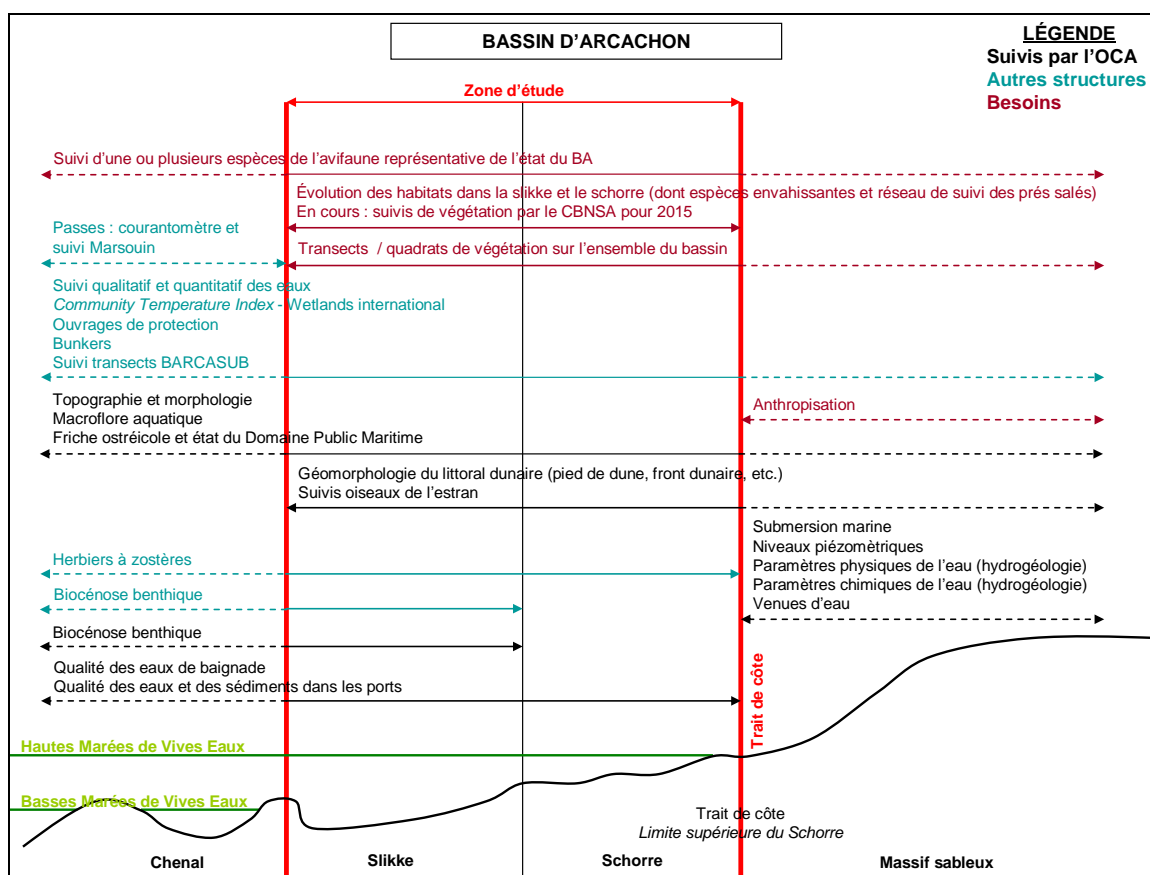 BASSIN D'ARCACHON
LÉGENDE
Suivis par l'OCA
Autres structures
Besoins
Zone d'étude
Suivi d'une ou plusieurs espèces de l'avifaune représentative de l'état du BA
Évolution des habitats dans la slikke et le schorre (dont espèces envahissantes et réseau de suivi des prés salés)
En cours : suivis de végétation par le CBNSA pour 2015
Passes : courantomètre et
suivi Marsouin
Transects / quadrats de végétation sur l'ensemble du bassin
Suivi qualitatif et quantitatif des eaux
Community Temperature Index - Wetlands international
Ouvrages de protection
Bunkers
Suivi transects BARCASUB
Topographie et morphologie
Macroflore aquatique
Friche ostréicole et état du Domaine Public Maritime
Anthropisation
Géomorphologie du littoral dunaire (pied de dune, front dunaire, etc.)
Suivis oiseaux de l'estran
Submersion marine
Niveaux piézomètriques
Paramètres physiques de l'eau (hydrogéologie)
Paramètres chimiques de l'eau (hydrogéologie)
Venues d'eau
Herbiers à zostères
Biocénose benthique
Biocénose benthique
Qualité des eaux de baignade
Qualité des eaux et des sédiments dans les ports
Trait de côte
Hautes Marées de Vives Eaux
Basses Marées de Vives Eaux
Trait de côte
Limite supérieure du Schorre
Chenal
Slikke
Schorre
Massif sableux